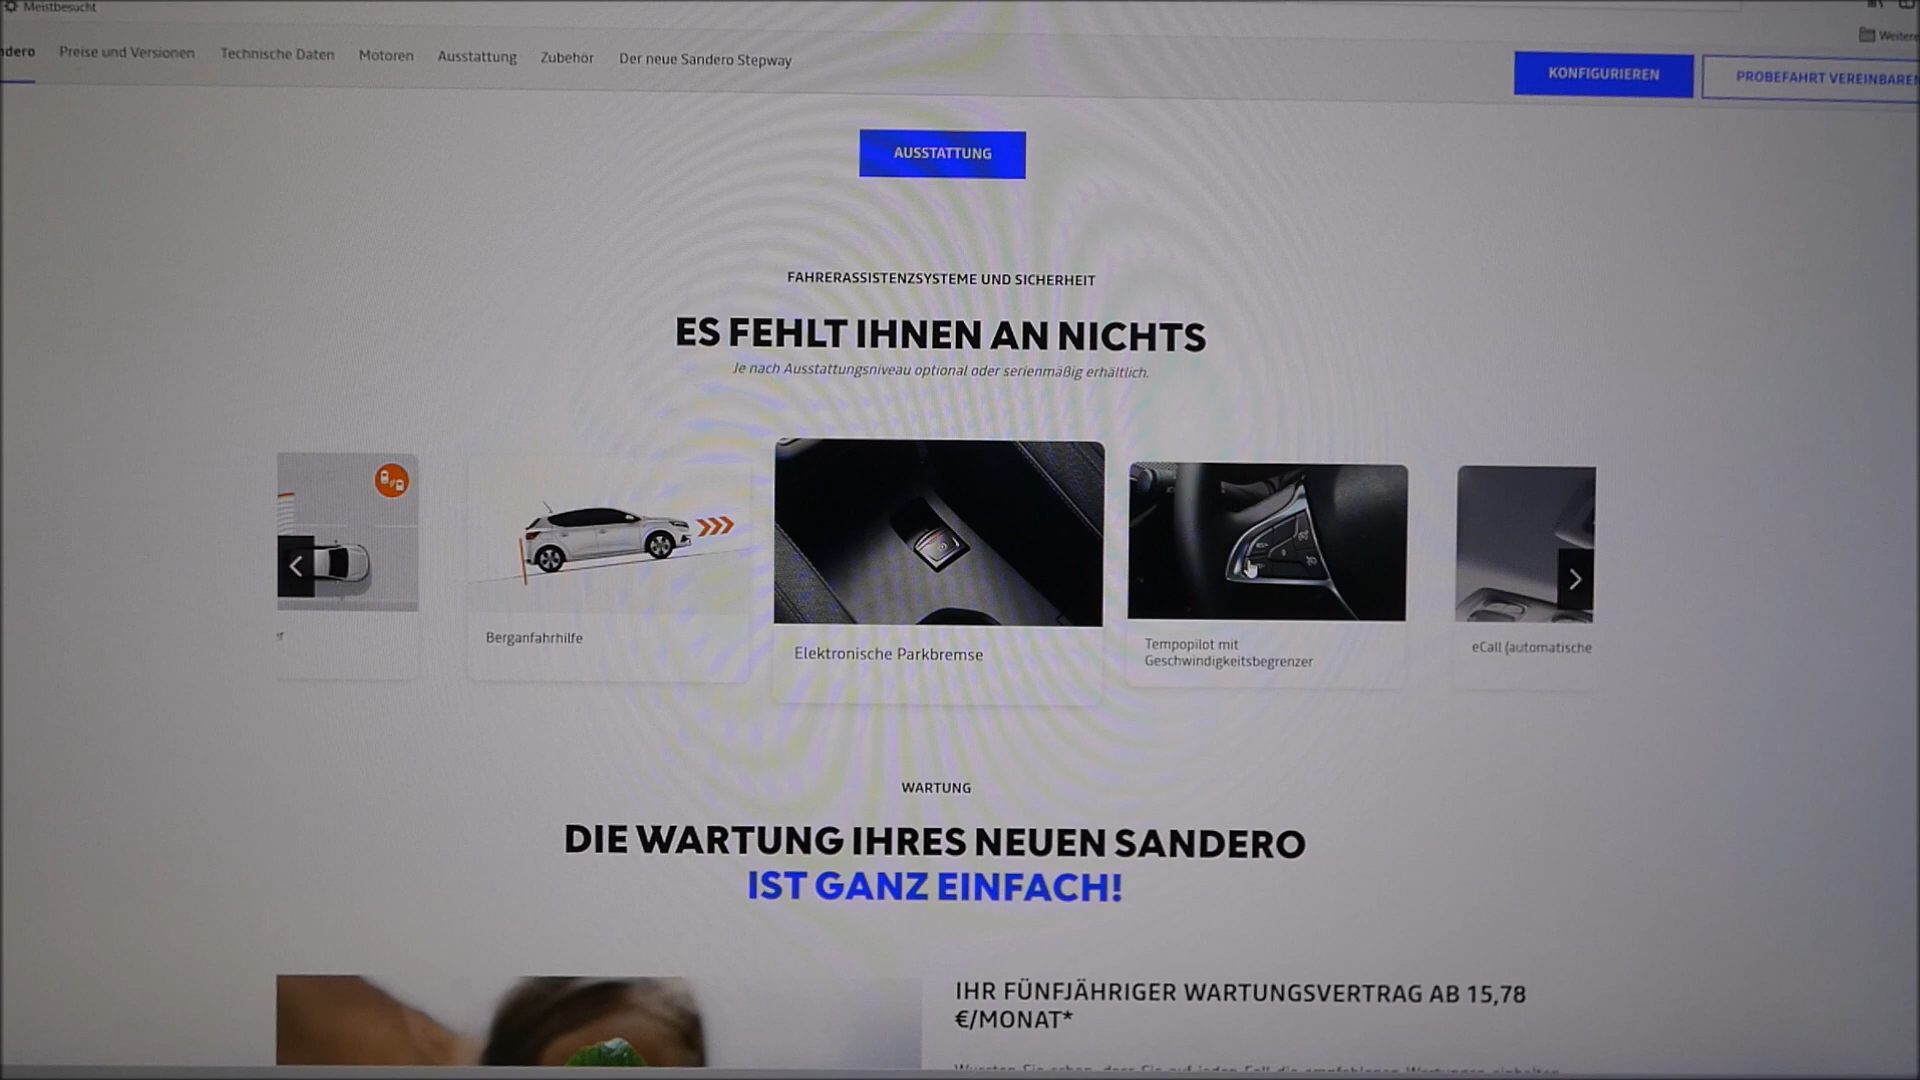 Meistbesucht
Weitere
Preise und Versionen
Technische Daten
Motoren
Ausstattung
Zubehör
Der neue Sandero Stepway
KONFIGURIEREN
PROBEFAHRT VEREINBAREN
AUSSTATTUNG
FAHRERASSISTENZSYSTEME UND SICHERHEIT
ES FEHLT IHNEN AN NICHTS
Je nach Ausstattungsniveau optional oder serienmäßig erhältlich.
Berganfahrhilfe
Elektronische Parkbremse
Tempopilot mit
Geschwindigkeitsbegrenzer
eCall (automatische
WARTUNG
DIE WARTUNG IHRES NEUEN SANDERO
IST GANZ EINFACH!
IHR FÜNFJÄHRIGER WARTUNGSVERTRAG AB 15,78
€/MONAT*